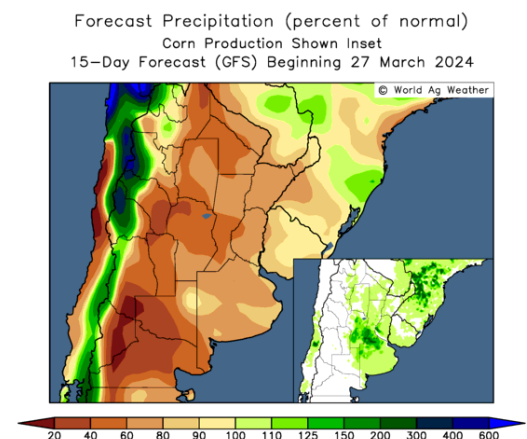 Forecast Precipitation (percent of normal)
Corn Production Shown Inset
15-Day Forecast (GFS) Beginning 27 March 2024
© World Ag Weather
20 40 60 80 90 100 110 125 150 200 300 400 600